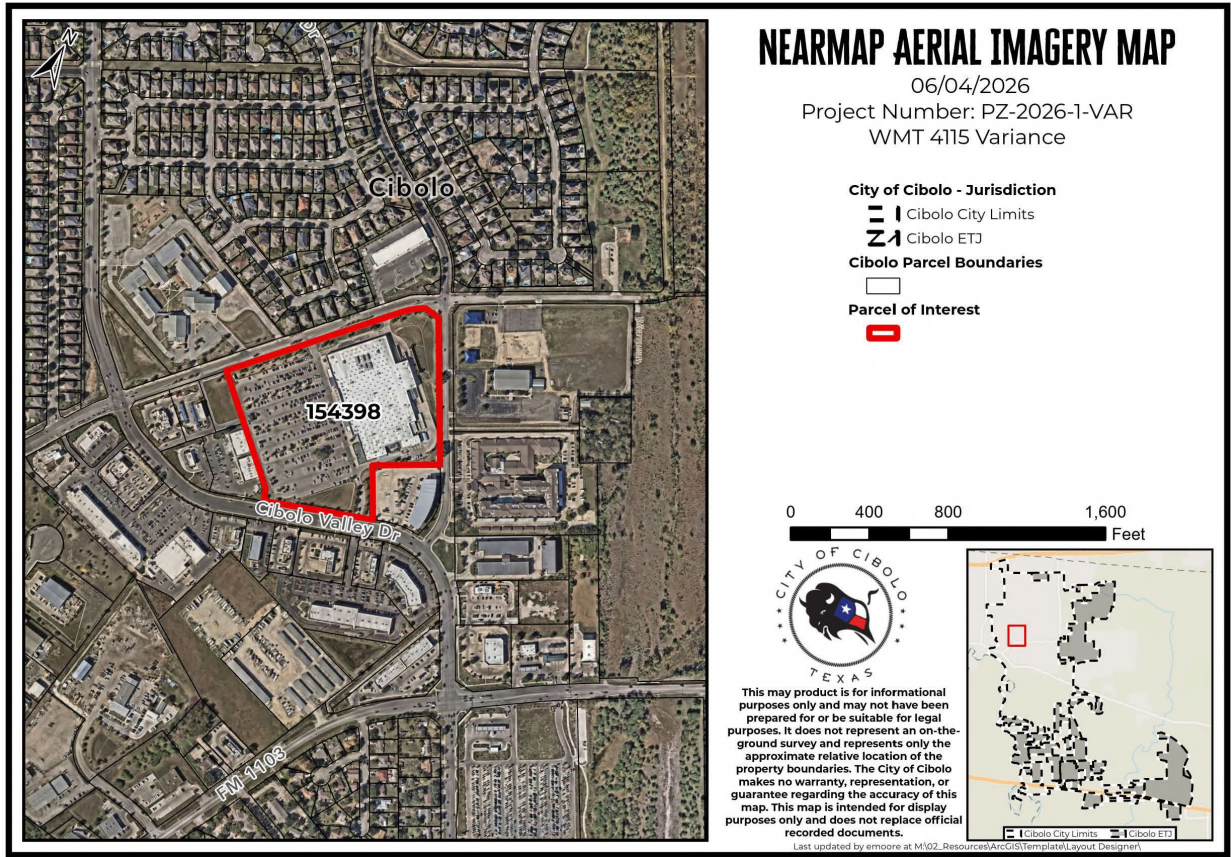 NEARMAP AERIAL IMAGERY MAP
06/04/2026
Project Number: PZ-2026-1-VAR
WMT 4115 Variance
City of Cibolo - Jurisdiction
Cibolo City Limits
Cibolo ETJ
Cibolo Parcel Boundaries
Parcel of Interest
N
Dr
Cibolo
154398
Cibolo Valley Dr
FM 1103
0 400 800 1,600
Feet
CITY OF CIBOLO
TEXAS
This may product is for informational
purposes only and may not have been
prepared for or be suitable for legal
purposes. It does not represent an on-the-
ground survey and represents only the
approximate relative location of the
property boundaries. The City of Cibolo
makes no warranty, representation, or
guarantee regarding the accuracy of this
map. This map is intended for display
purposes only and does not replace official
recorded documents.
Cibolo City Limits Cibolo ETJ
Last updated by emoore at M:\02_Resources\ArcGIS\Template\Layout Designer\